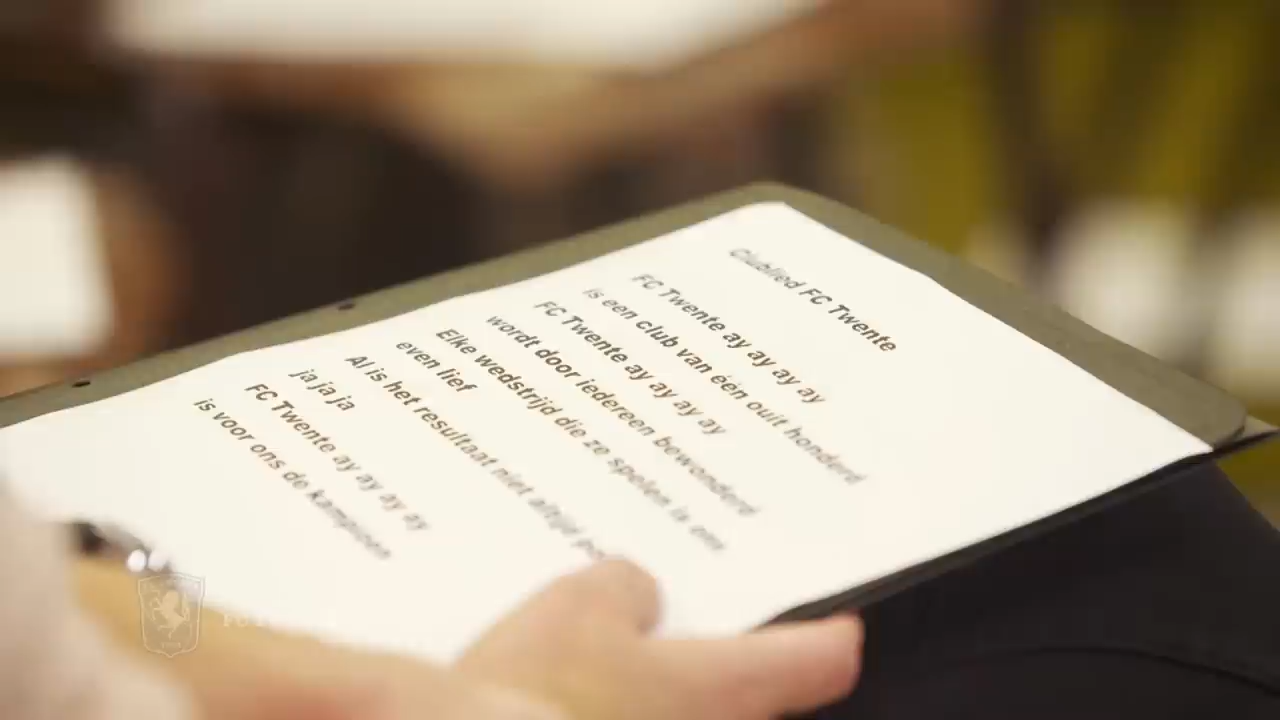 Clublied FC Twente
FC Twente ay ay ay ay
is een club van één ouit honderd
FC Twente ay ay ay ay
wordt door iedereen bewonderd
Elke wedstrijd die ze spelen is om
even lief
Al is het resultaat niet altijd
ja ja ja
FC Twente ay ay ay ay
is voor ons de kampioen